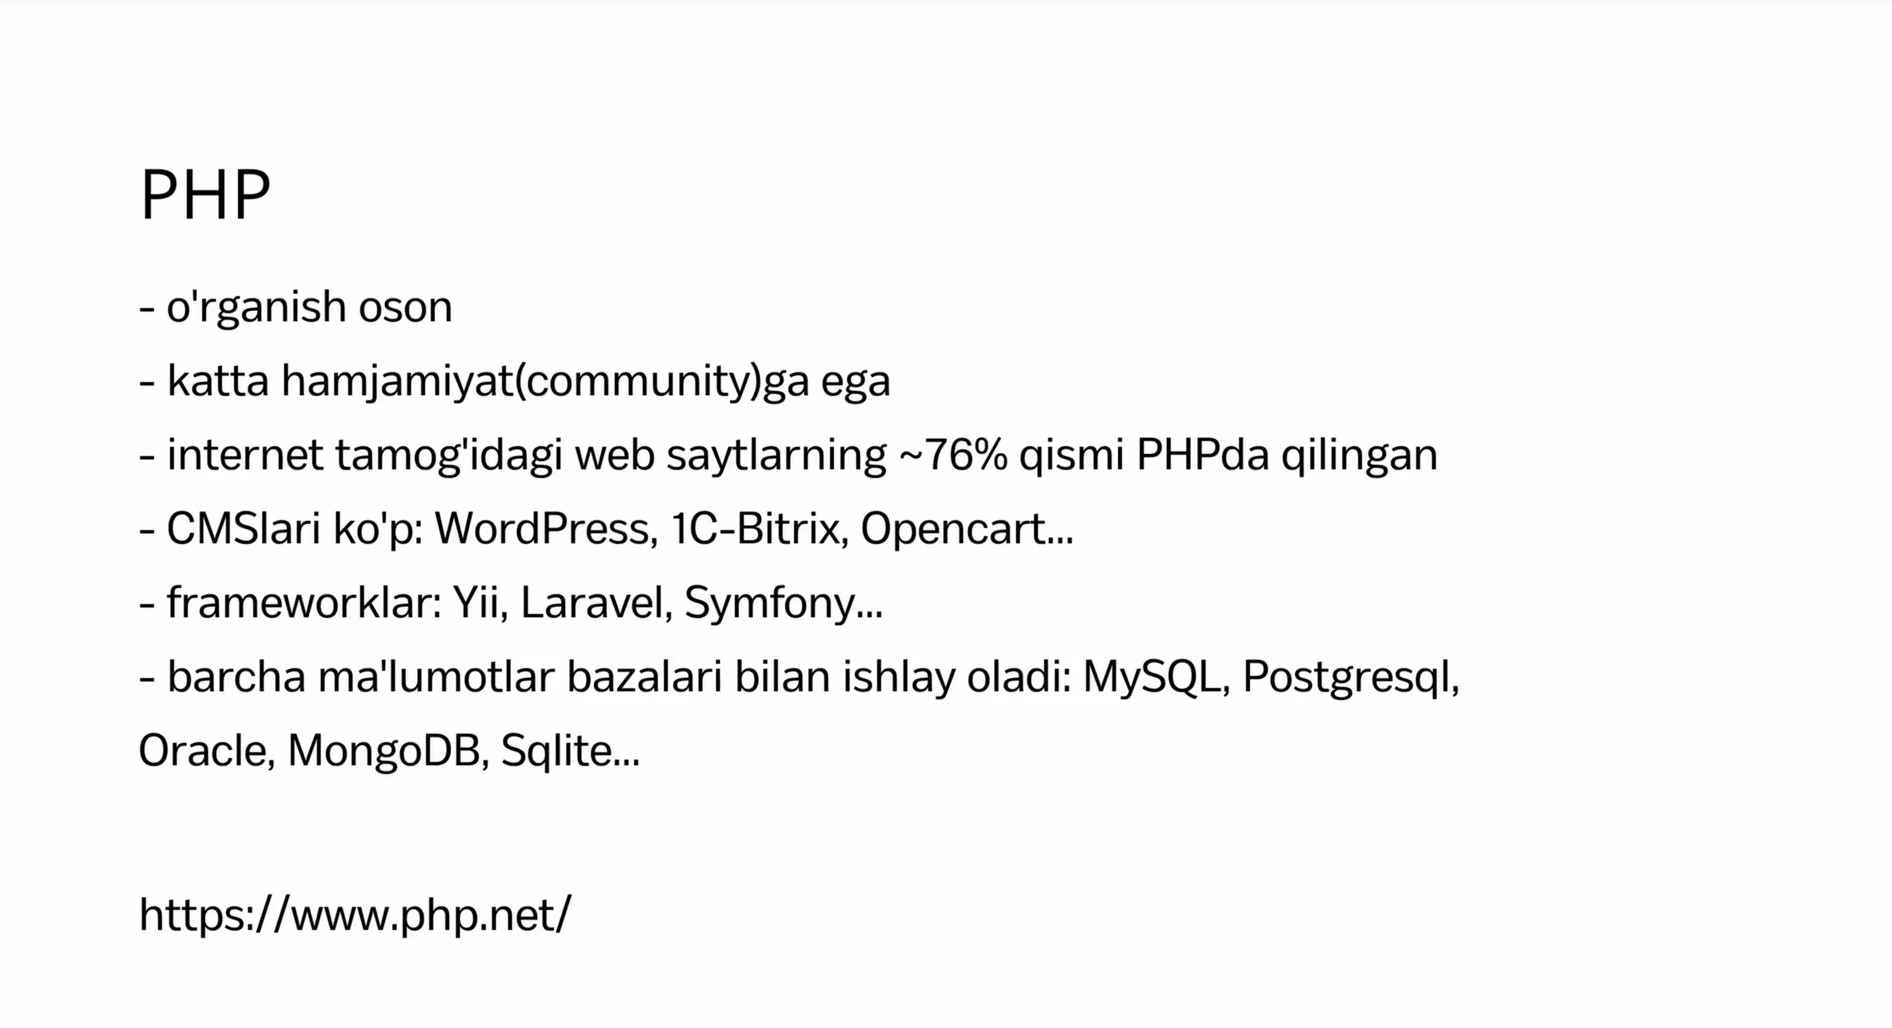 PHP
- o'rganish oson
- katta hamjamiyat(community)ga ega
- internet tamog'idagi web saytlarning ~76% qismi PHPda qilingan
- CMSlari ko'p: WordPress, 1C-Bitrix, Opencart...
- frameworklar: Yii, Laravel, Symfony...
- barcha ma'lumotlar bazalari bilan ishlay oladi: MySQL, Postgresql,
Oracle, MongoDB, Sqlite...
https://www.php.net/